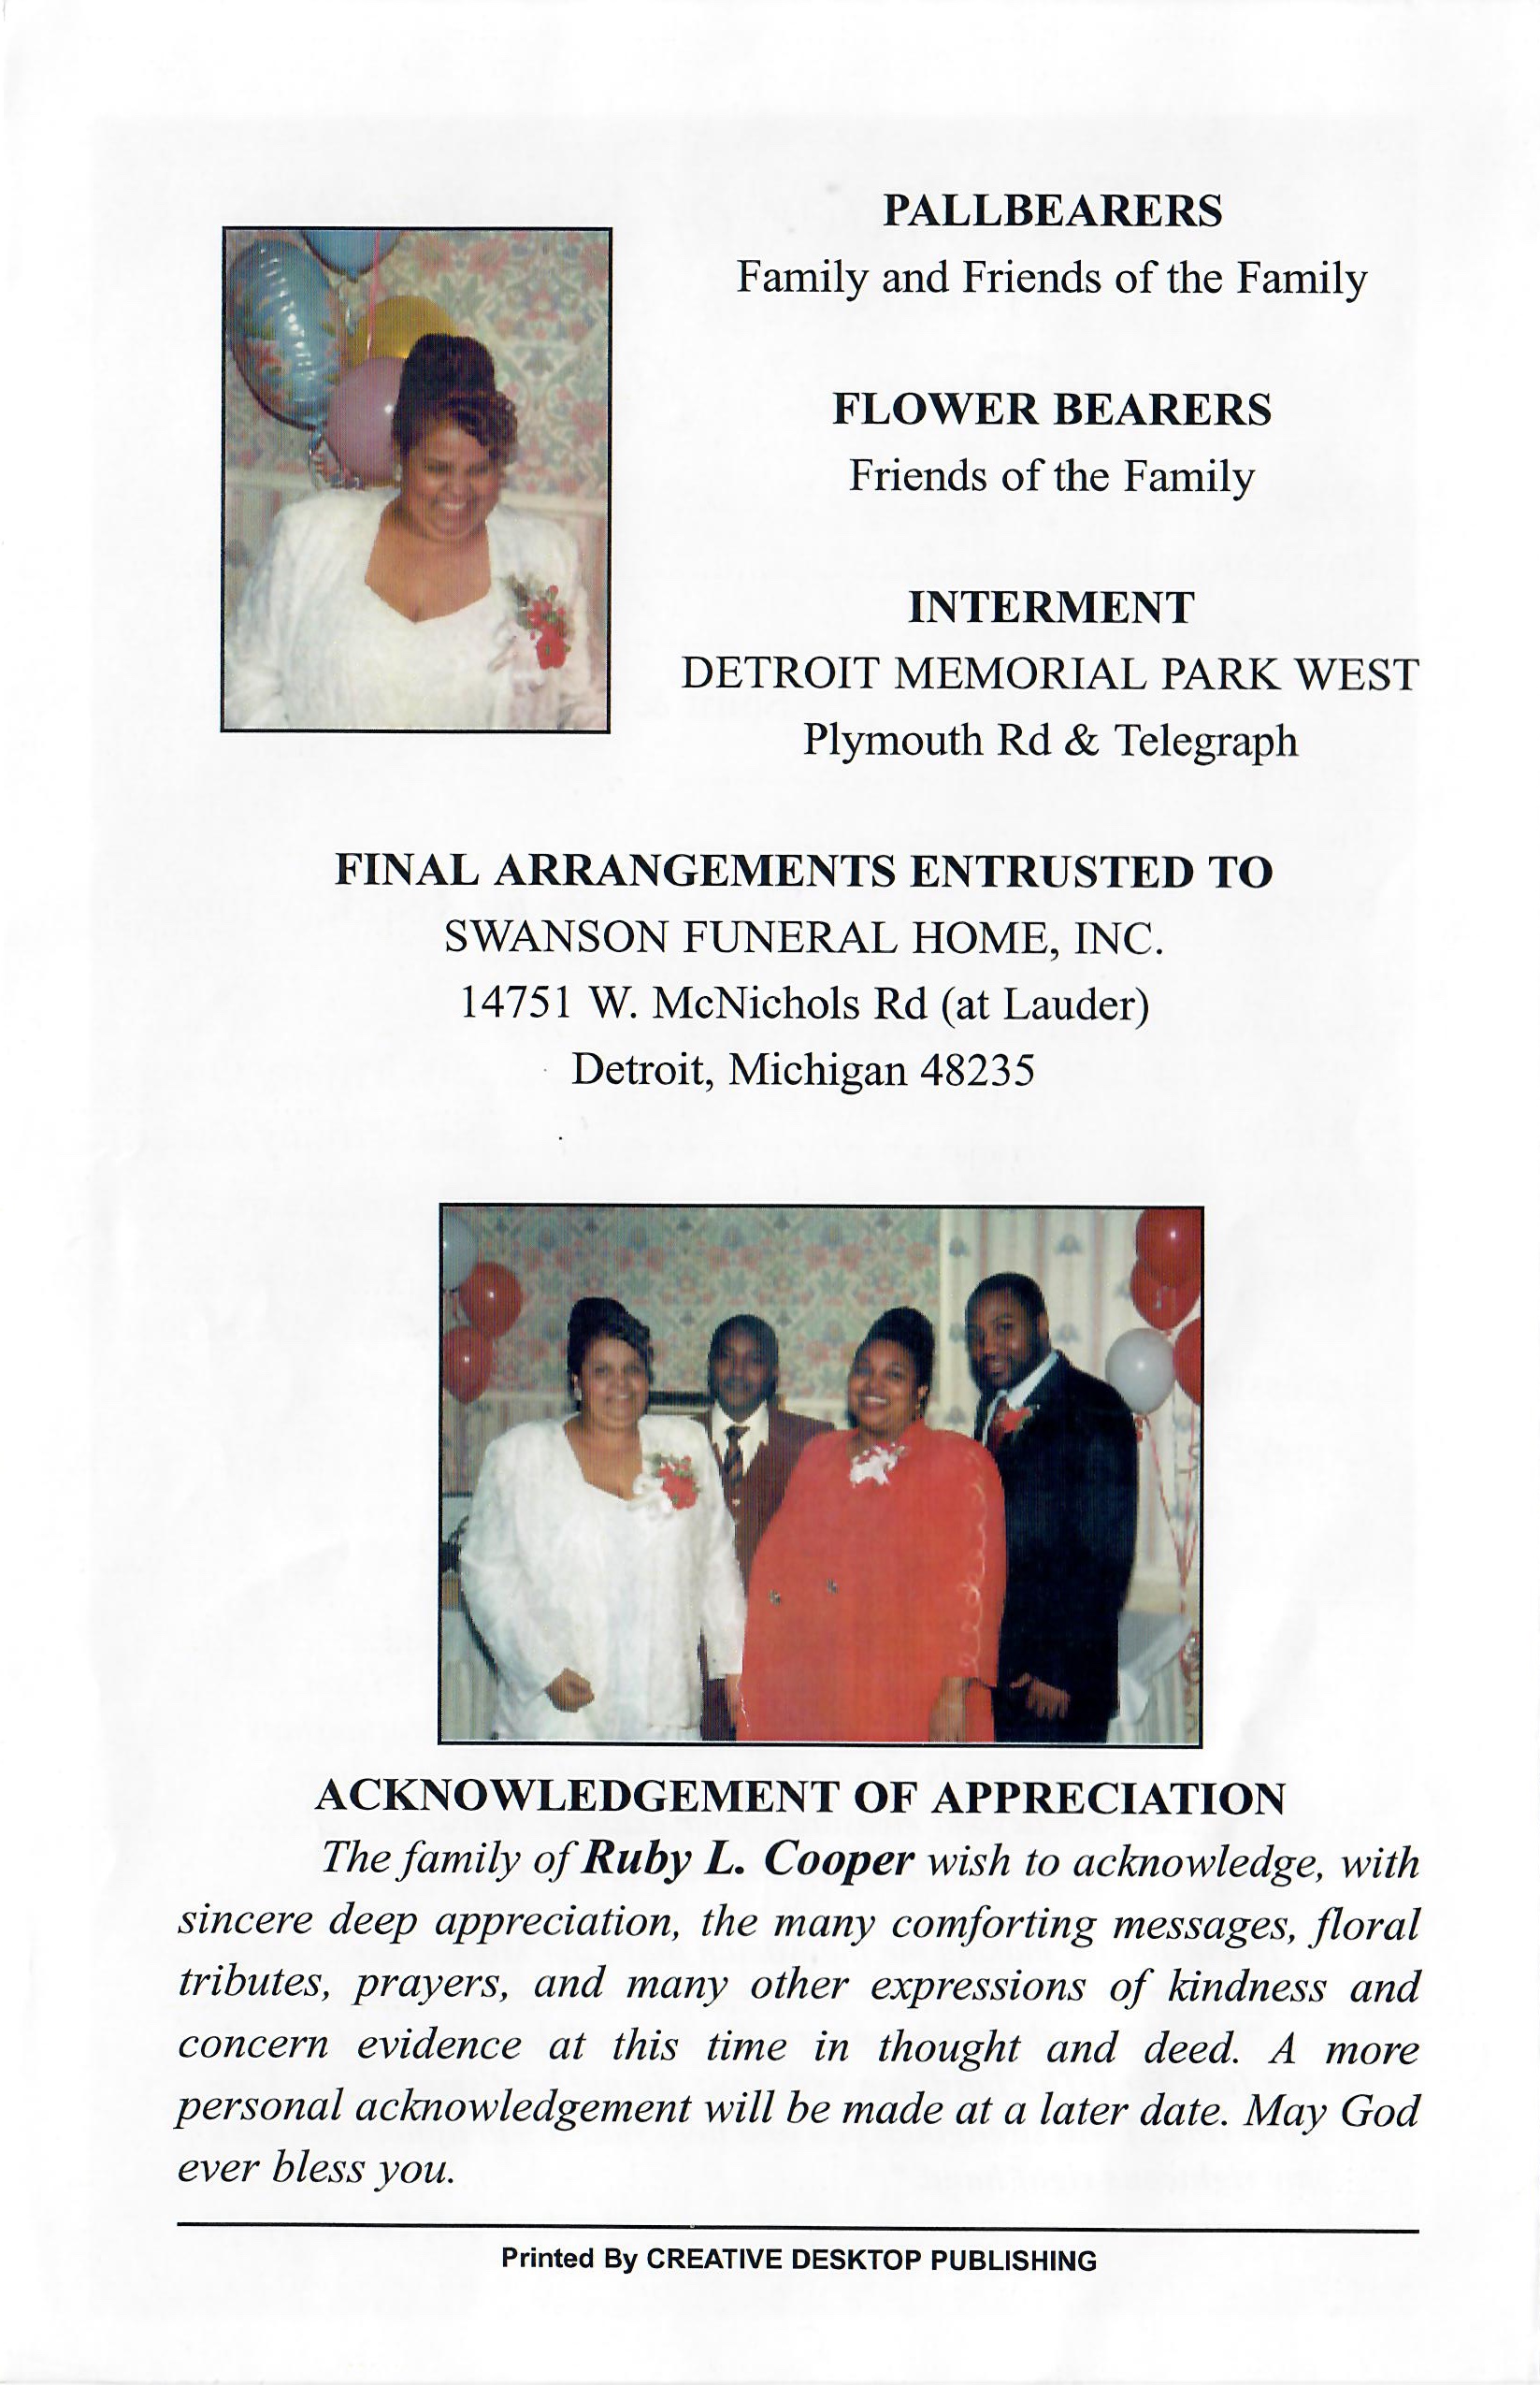 PALLBEARERS
Family and Friends of the Family
FLOWER BEARERS
Friends of the Family
INTERMENT
DETROIT MEMORIAL PARK WEST
Plymouth Rd & Telegraph
FINAL ARRANGEMENTS ENTRUSTED TO
SWANSON FUNERAL HOME, INC.
14751 W. McNichols Rd (at Lauder)
Detroit, Michigan 48235
ACKNOWLEDGEMENT OF APPRECIATION
The family of Ruby L. Cooper wish to acknowledge, with
sincere deep appreciation, the many comforting messages, floral
tributes, prayers, and many other expressions of kindness and
concern evidence at this time in thought and deed. A more
personal acknowledgement will be made at a later date. May God
ever bless you.
Printed By CREATIVE DESKTOP PUBLISHING